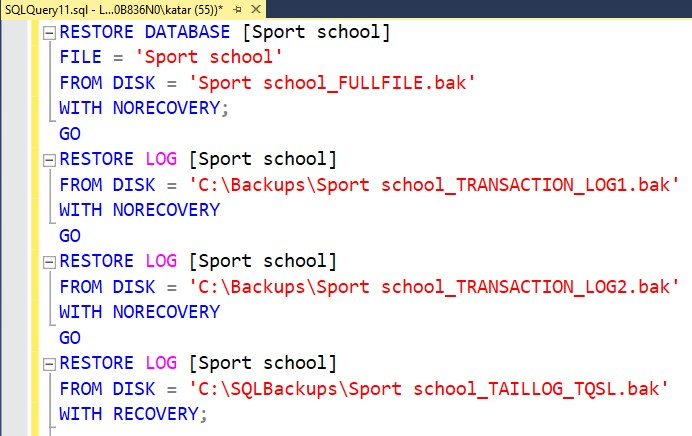 SQLQuery11.sql - L...0B836N0\katar (55))*
RESTORE DATABASE [Sport school]
FILE = 'Sport school'
FROM DISK = 'Sport school_FULLFILE.bak'
WITH NORECOVERY;
GO
RESTORE LOG [Sport school]
FROM DISK = 'C:\Backups\Sport school_TRANSACTION_LOG1.bak'
WITH NORECOVERY
GO
RESTORE LOG [Sport school]
FROM DISK = 'C:\Backups\Sport school_TRANSACTION_LOG2.bak'
WITH NORECOVERY
GO
RESTORE LOG [Sport school]
FROM DISK = 'C:\SQLBackups\Sport school_TAILLOG_TQSL.bak'
WITH RECOVERY;